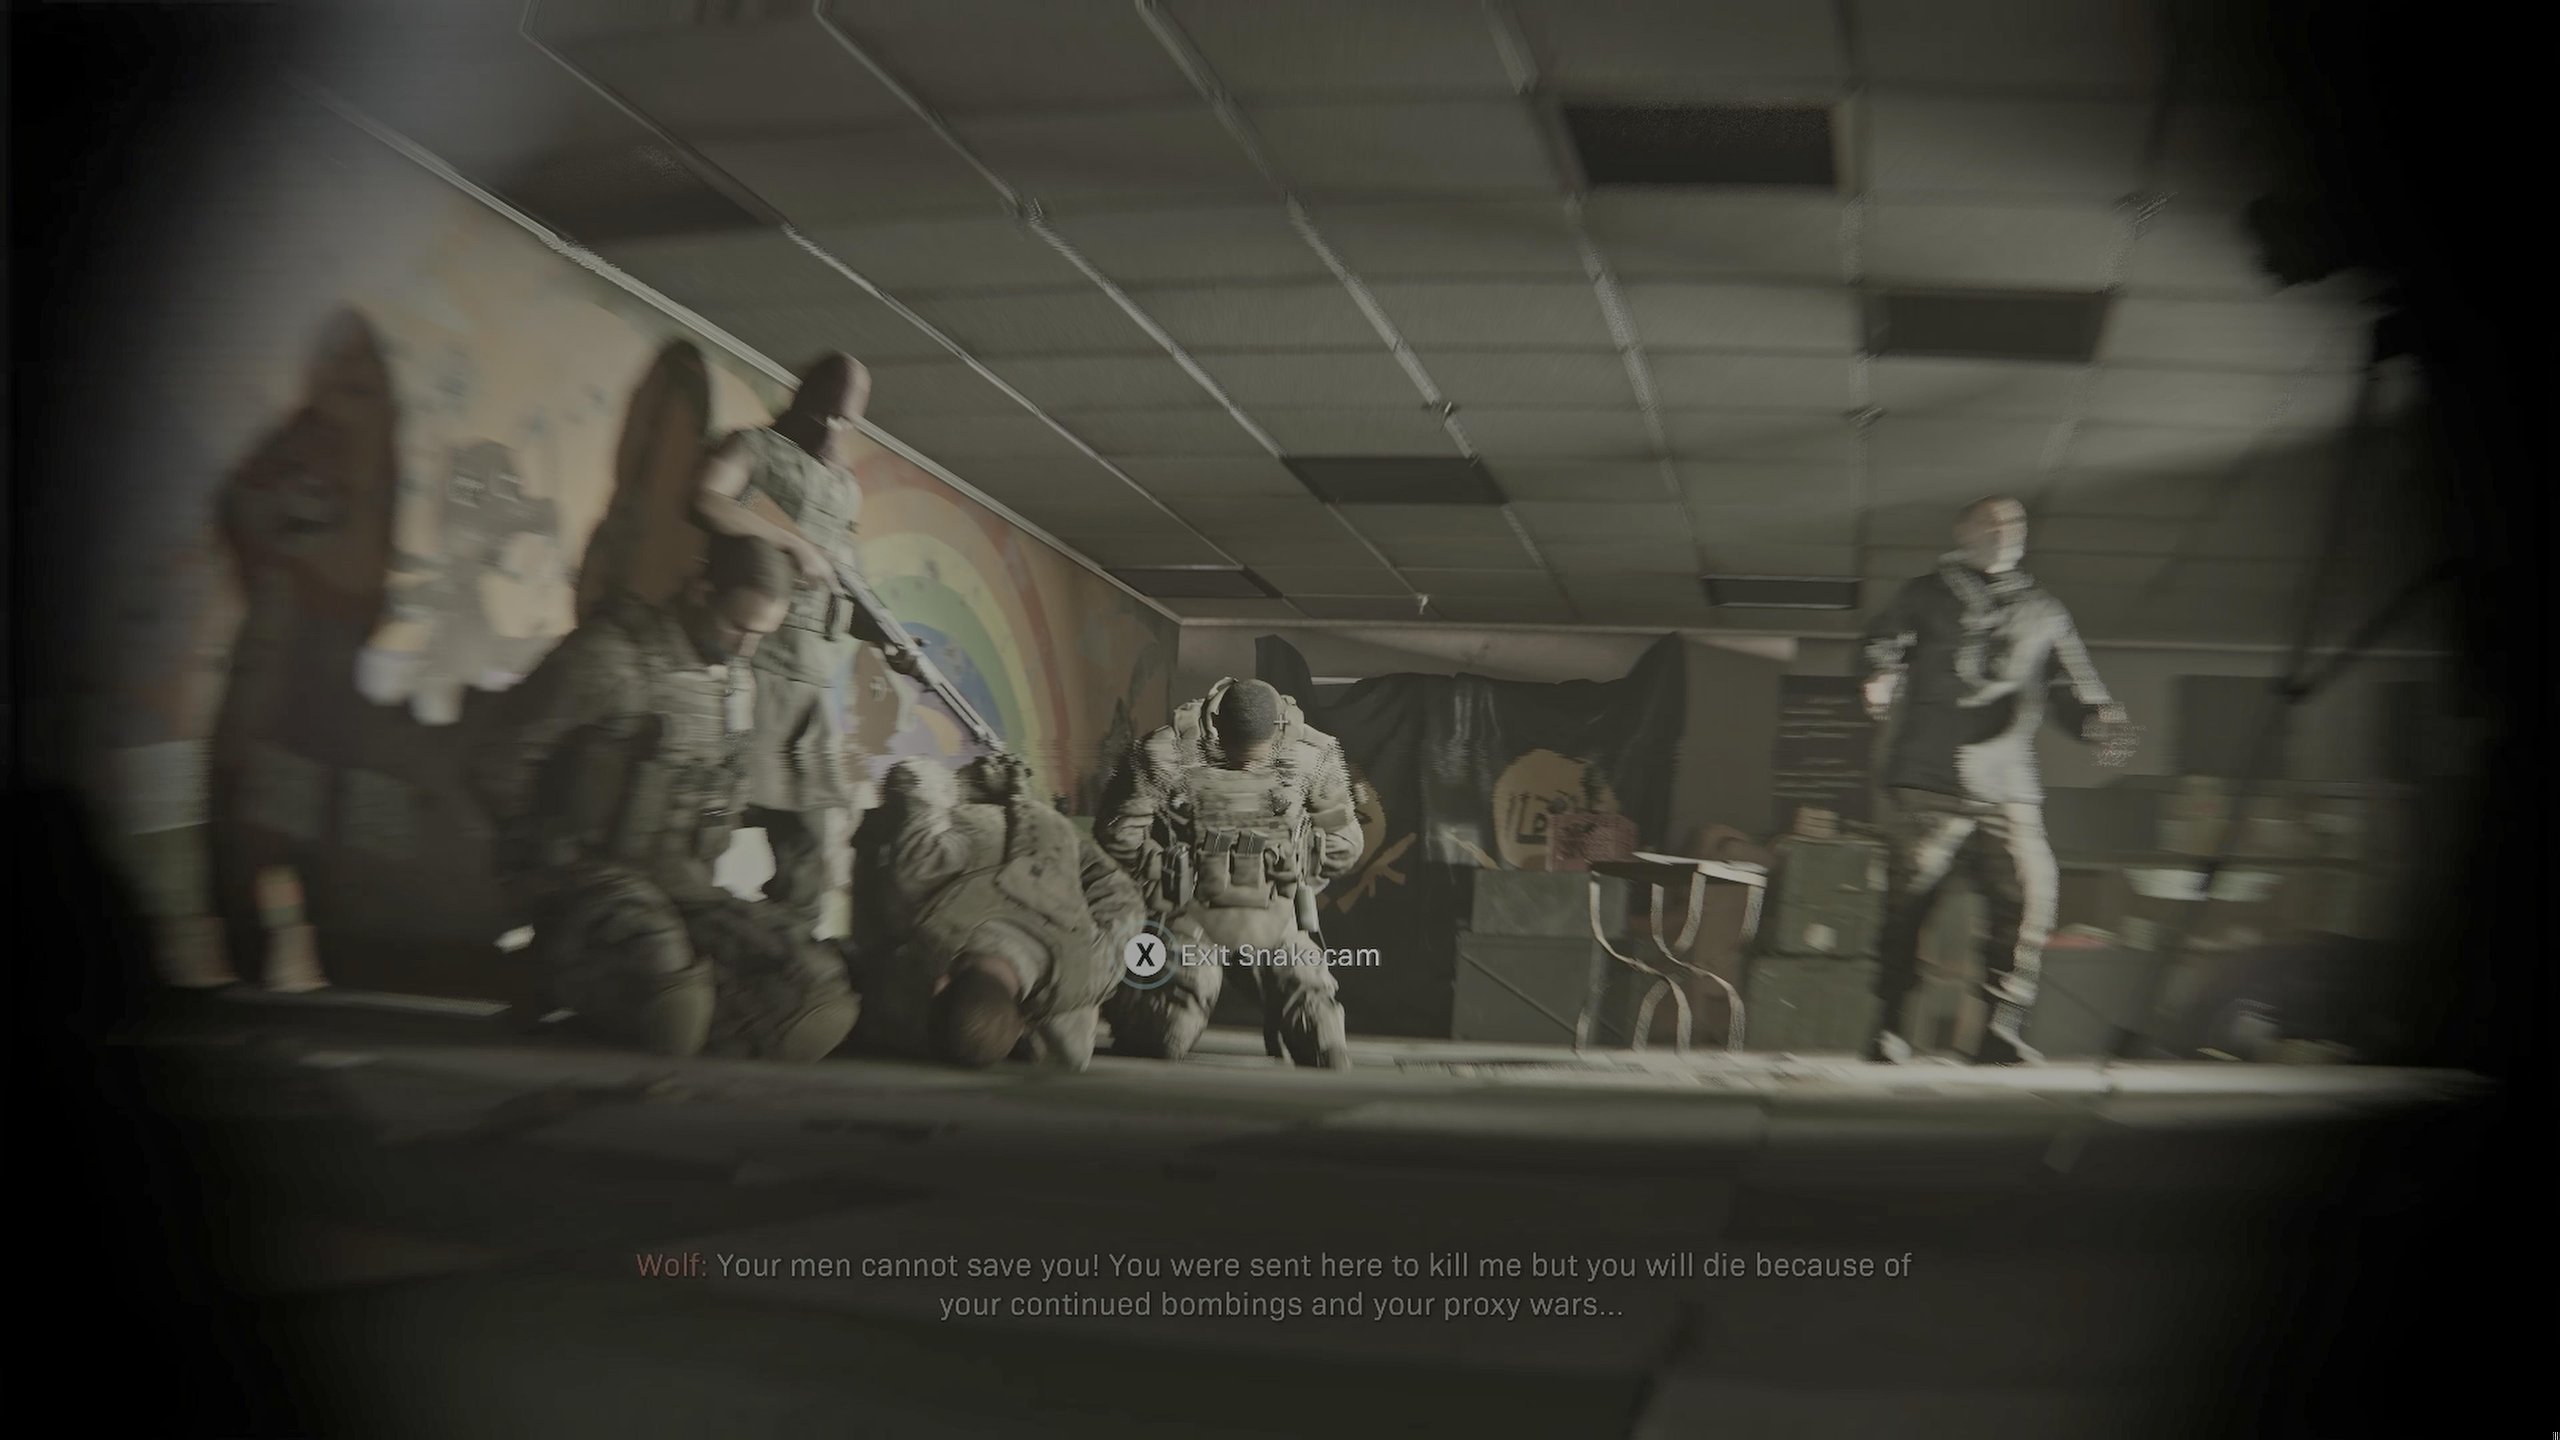 X Exit Snakecam
Wolf: Your men cannot save you! You were sent here to kill me but you will die because of
your continued bombings and your proxy wars...